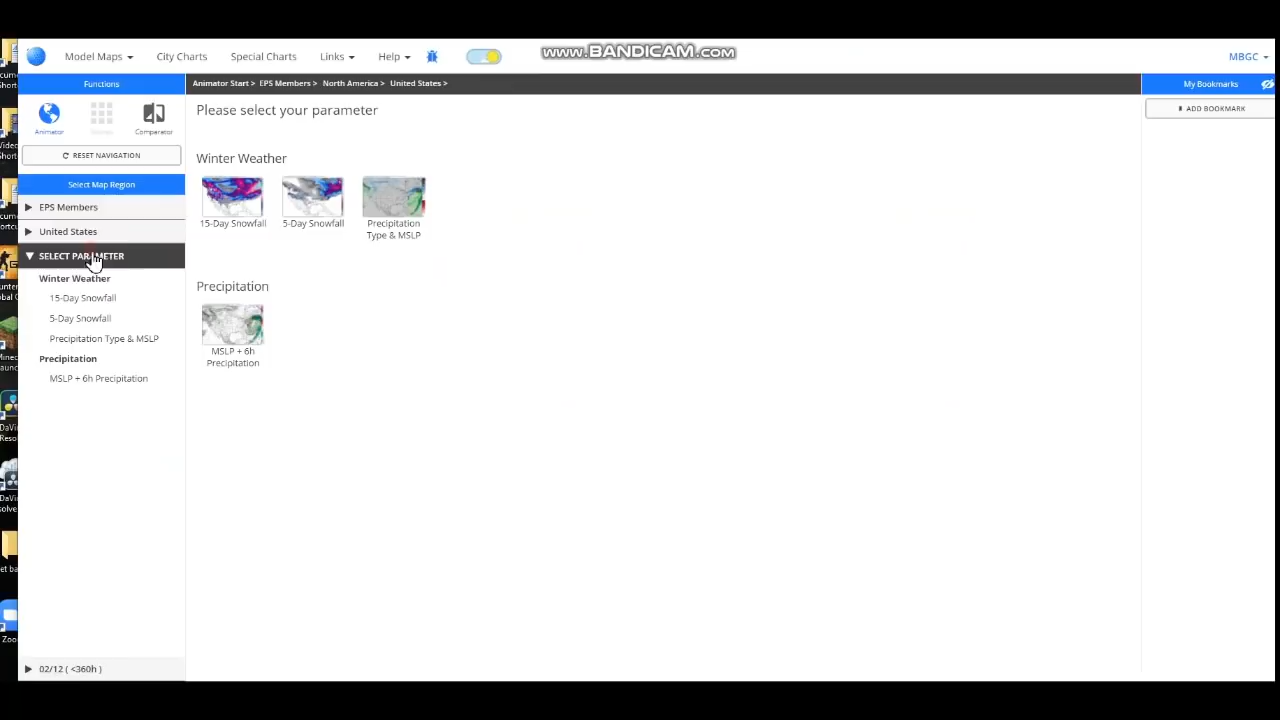 www.BANDICAM.com
Model Maps
City Charts
Special Charts
Links
Help
MBGC
Functions
Animator Start > EPS Members > North America > United States >
My Bookmarks
Animator
Comparator
ADD BOOKMARK
RESET NAVIGATION
Select Map Region
EPS Members
United States
SELECT PARAMETER
Winter Weather
15-Day Snowfall
5-Day Snowfall
Precipitation Type & MSLP
Precipitation
MSLP + 6h Precipitation
02/12 ( <360h )
Please select your parameter
Winter Weather
15-Day Snowfall
5-Day Snowfall
Precipitation
Type & MSLP
Precipitation
MSLP + 6h
Precipitation